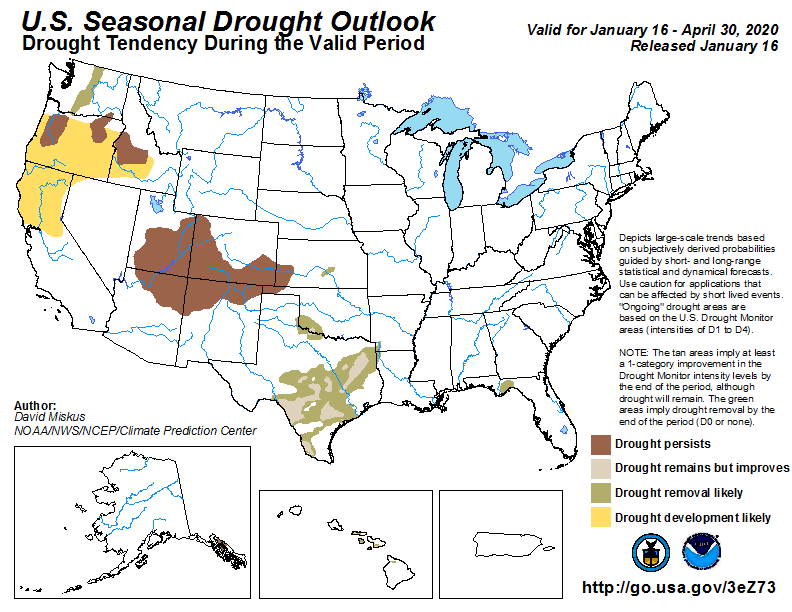 U.S. Seasonal Drought Outlook
Drought Tendency During the Valid Period
Valid for January 16 - April 30, 2020
Released January 16
Depicts large-scale trends based
on subjectively derived probabilities
guided by short- and long-range
statistical and dynamical forecasts.
Use caution for applications that
can be affected by short lived events.
"Ongoing" drought areas are
based on the U.S. Drought Monitor
areas (intensities of D1 to D4).
NOTE: The tan areas imply at least
a 1-category improvement in the
Drought Monitor intensity levels by
the end of the period, although
drought will remain. The green
areas imply drought removal by the
end of the period (D0 or none).
Author:
David Miskus
NOAA/NWS/NCEP/Climate Prediction Center
Drought persists
Drought remains but improves
Drought removal likely
Drought development likely
http://go.usa.gov/3eZ73